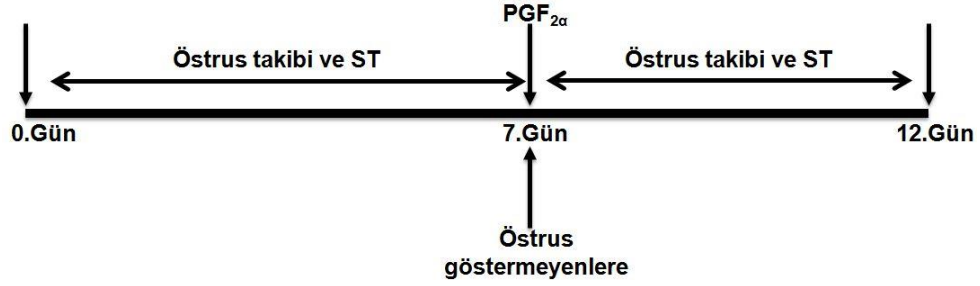 PGF2α
Östrus takibi ve ST
Östrus takibi ve ST
0.Gün
7.Gün
12.Gün
Östrus
göstermeyenlere